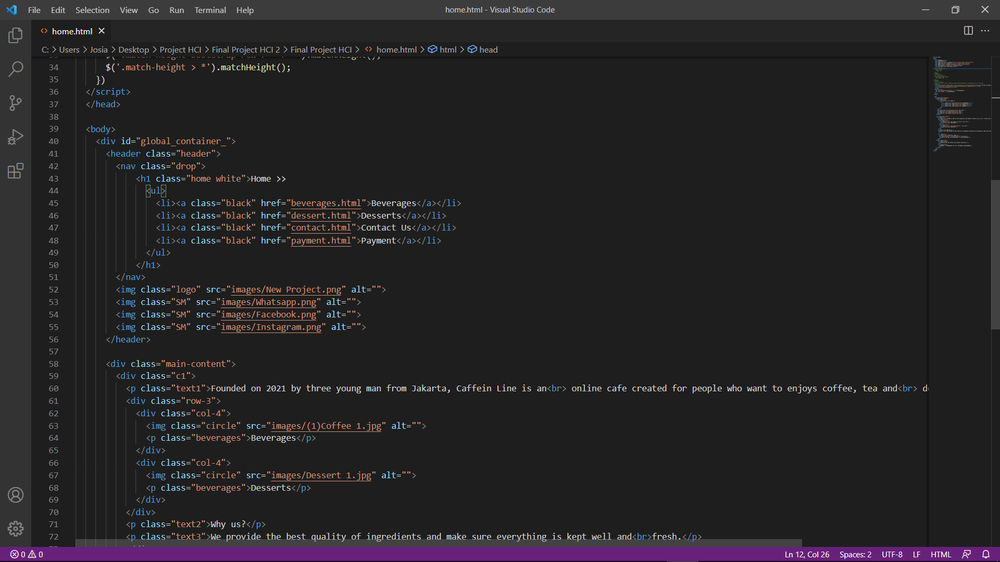 File Edit Selection View Go Run Terminal Help
home.html - Visual Studio Code
home.html
C: > Users > Josia > Desktop > Project HCI > Final Project HCI 2 > Final Project HCI > home.html > html > head
34 $('.match-height > *').matchHeight();
35 })
36 </script>
37 </head>
38
39 <body>
40 <div id="global_container_">
41 <header class="header">
42 <nav class="drop">
43 <h1 class="home white">Home >>
44 <ul>
45 <li><a class="black" href="beverages.html">Beverages</a></li>
46 <li><a class="black" href="dessert.html">Desserts</a></li>
47 <li><a class="black" href="contact.html">Contact Us</a></li>
48 <li><a class="black" href="payment.html">Payment</a></li>
49 </ul>
50 </h1>
51 </nav>
52 <img class="logo" src="images/New Project.png" alt="">
53 <img class="SM" src="images/Whatsapp.png" alt="">
54 <img class="SM" src="images/Facebook.png" alt="">
55 <img class="SM" src="images/Instagram.png" alt="">
56 </header>
57
58 <div class="main-content">
59 <div class="c1">
60 <p class="text1">Founded on 2021 by three young man from Jakarta, Caffein Line is an<br> online cafe created for people who want to enjoys coffee, tea and<br>
61 <div class="row-3">
62 <div class="col-4">
63 <img class="circle" src="images/(1)Coffee 1.jpg" alt="">
64 <p class="beverages">Beverages</p>
65 </div>
66 <div class="col-4">
67 <img class="circle" src="images/Dessert 1.jpg" alt="">
68 <p class="beverages">Desserts</p>
69 </div>
70 </div>
71 <p class="text2">Why us?</p>
72 <p class="text3">We provide the best quality of ingredients and make sure everything is kept well and<br>fresh.</p>
0 0 Ln 12, Col 26 Spaces: 2 UTF-8 LF HTML